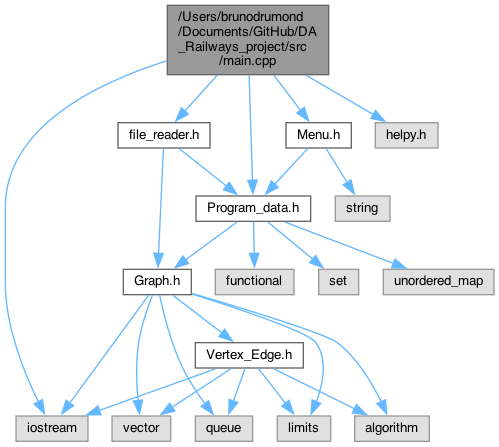 /Users/brunodrumond
/Documents/GitHub/DA
_Railways_project/src
/main.cpp
file_reader.h
Menu.h
helpy.h
Program_data.h
string
Graph.h
functional
set
unordered_map
Vertex_Edge.h
iostream
vector
queue
limits
algorithm